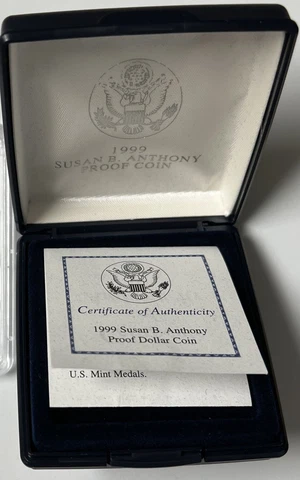 1999
SUSAN B. ANTHONY
PROOF COIN
Certificate of Authenticity
1999 Susan B. Anthony
Proof Dollar Coin
U.S. Mint Medals.